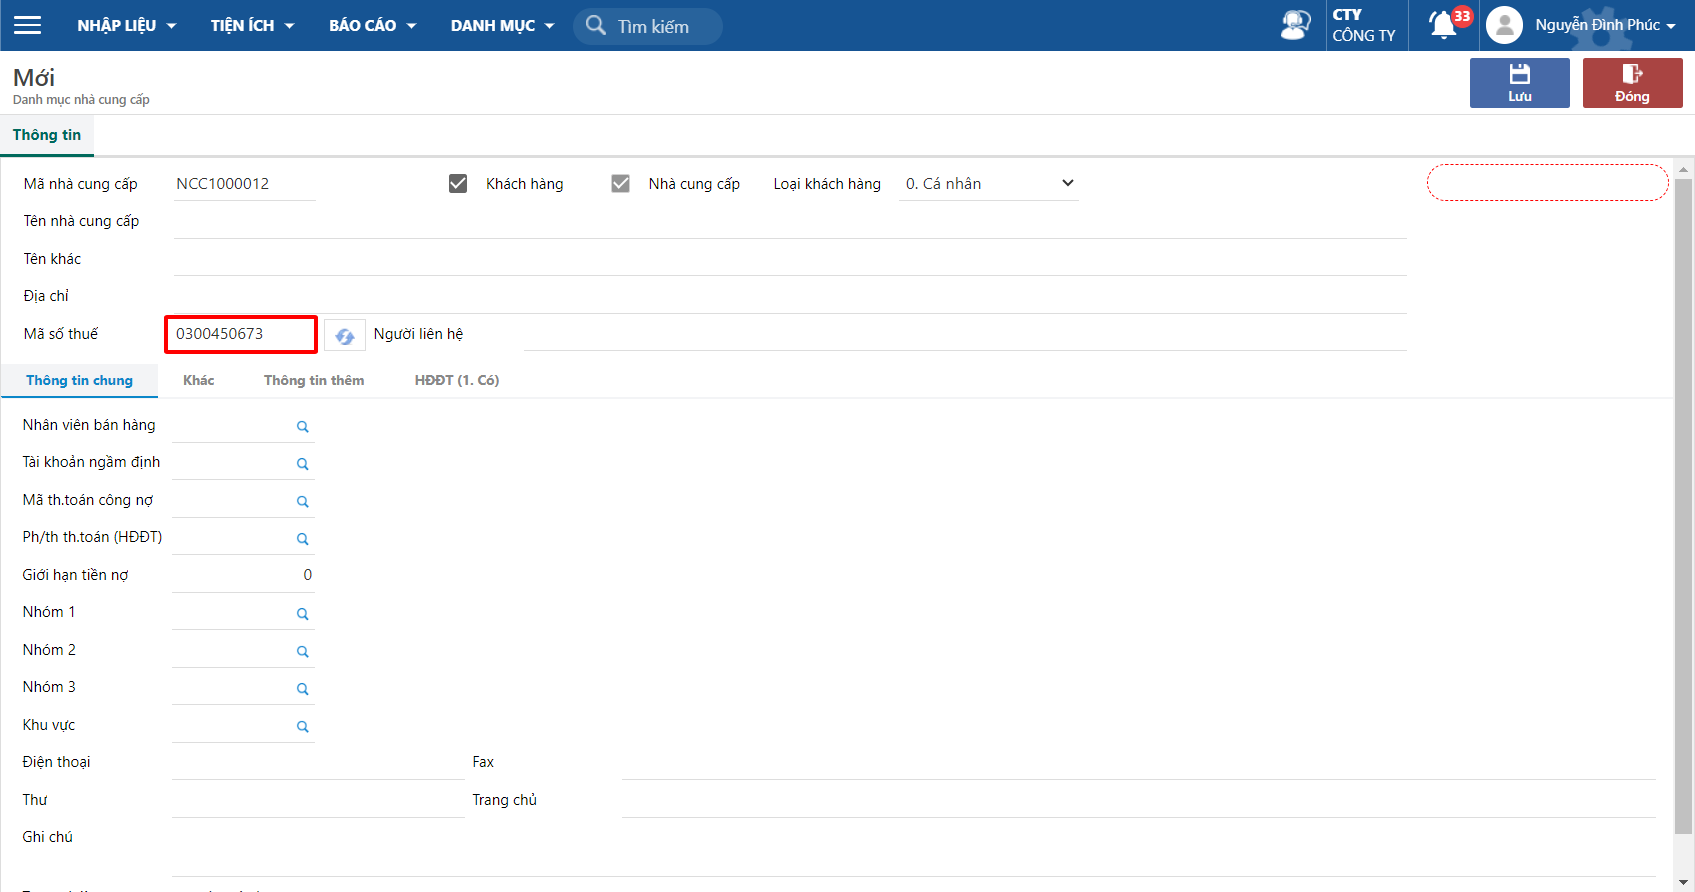 NHẬP LIỆU TIỆN ÍCH BÁO CÁO DANH MỤC Tìm kiếm CTY CÔNG TY 33 Nguyễn Đình Phúc
Mới
Danh mục nhà cung cấp
Lưu Đóng
Thông tin
Mã nhà cung cấp NCC1000012 Khách hàng Nhà cung cấp Loại khách hàng 0. Cá nhân
Tên nhà cung cấp
Tên khác
Địa chỉ
Mã số thuế 0300450673 Người liên hệ
Thông tin chung Khác Thông tin thêm HĐĐT (1. Có)
Nhân viên bán hàng
Tài khoản ngầm định
Mã th.toán công nợ
Ph/th th.toán (HĐĐT)
Giới hạn tiền nợ 0
Nhóm 1
Nhóm 2
Nhóm 3
Khu vực
Điện thoại Fax
Thư Trang chủ
Ghi chú